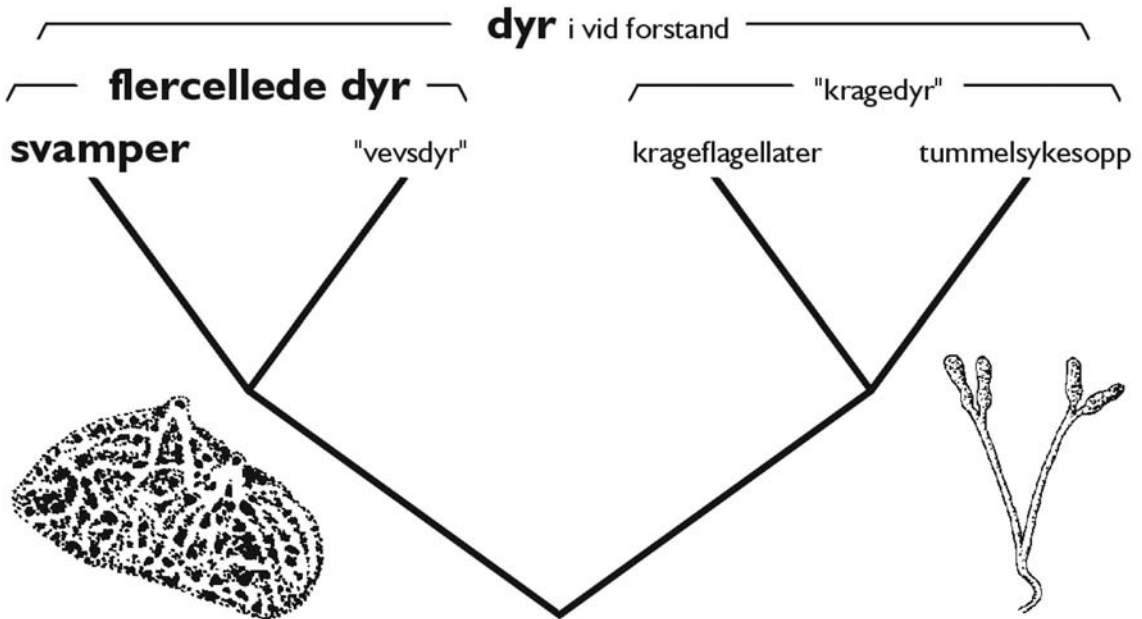 dyr i vid forstand
flercellede dyr "kragedyr"
svamper "vevsdyr" krageflagellater tummelsykesopp